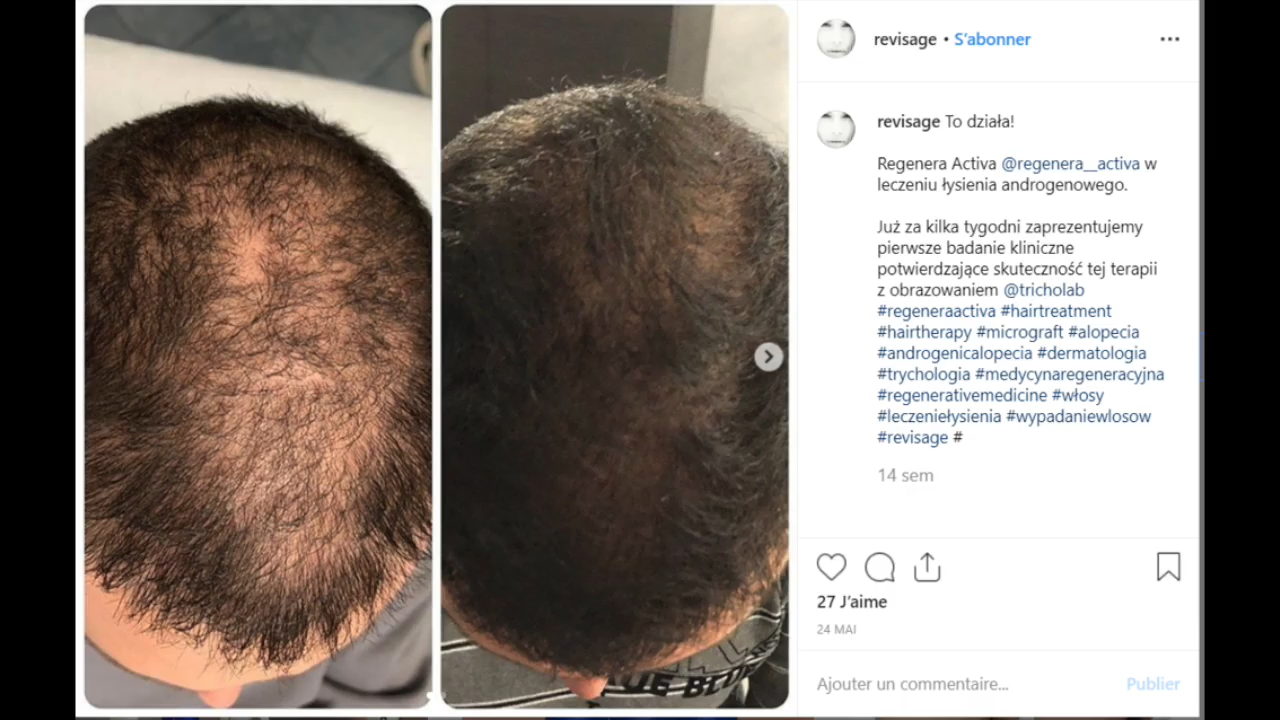 revisage • S'abonner
revisage To działa!
Regenera Activa @regenera__activa w
leczeniu łysienia androgenowego.
Już za kilka tygodni zaprezentujemy
pierwsze badanie kliniczne
potwierdzające skuteczność tej terapii
z obrazowaniem @tricholab
#regeneraactiva #hairtreatment
#hairtherapy #micrograft #alopecia
#androgenicalopecia #dermatologia
#trychologia #medycynaregeneracyjna
#regenerativemedicine #włosy
#leczeniełysienia #wypadaniewlosow
#revisage #
14 sem
27 J'aime
24 MAI
Ajouter un commentaire...
Publier